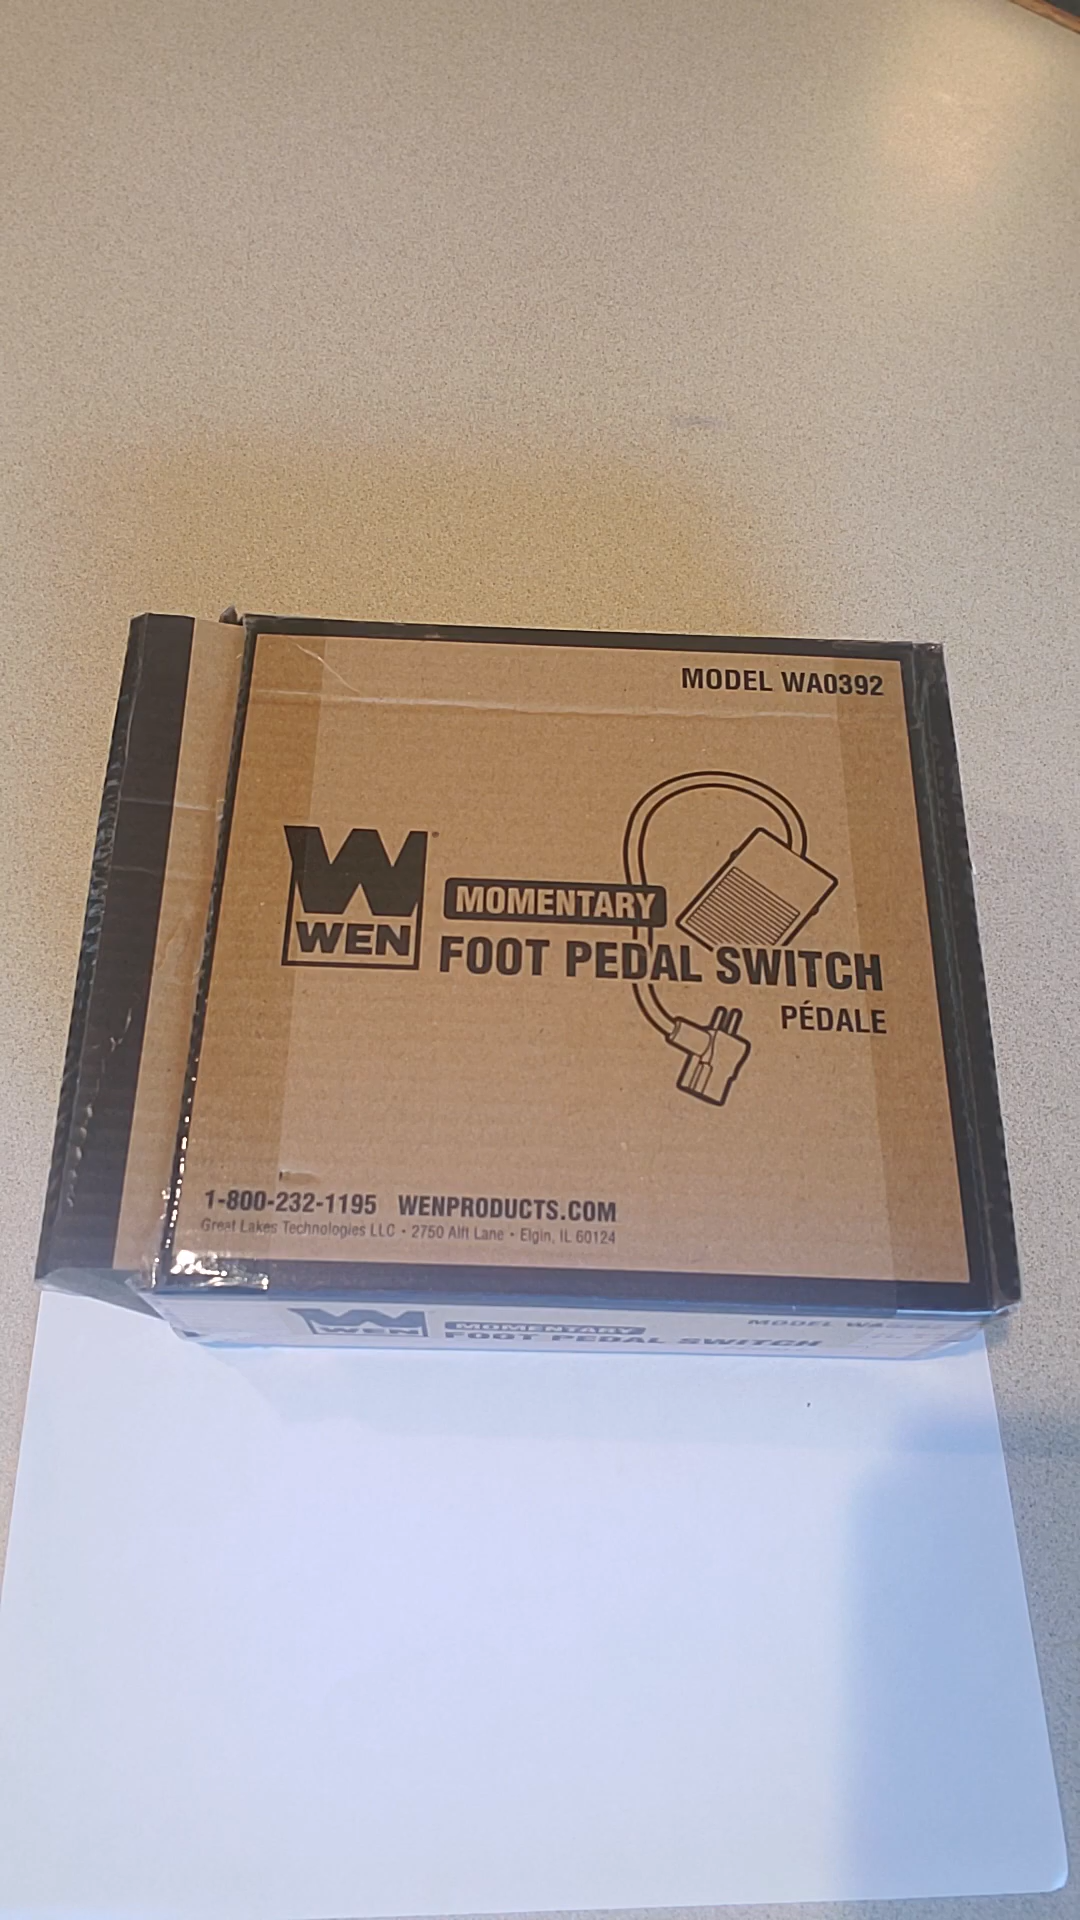 MODEL WA0392
WEN
MOMENTARY
FOOT PEDAL SWITCH
PÉDALE
1-800-232-1195 WENPRODUCTS.COM
Great Lakes Technologies LLC • 2750 Alft Lane • Elgin, IL 60124
WEN
MOMENTARY
FOOT PEDAL SWITCH
MODEL